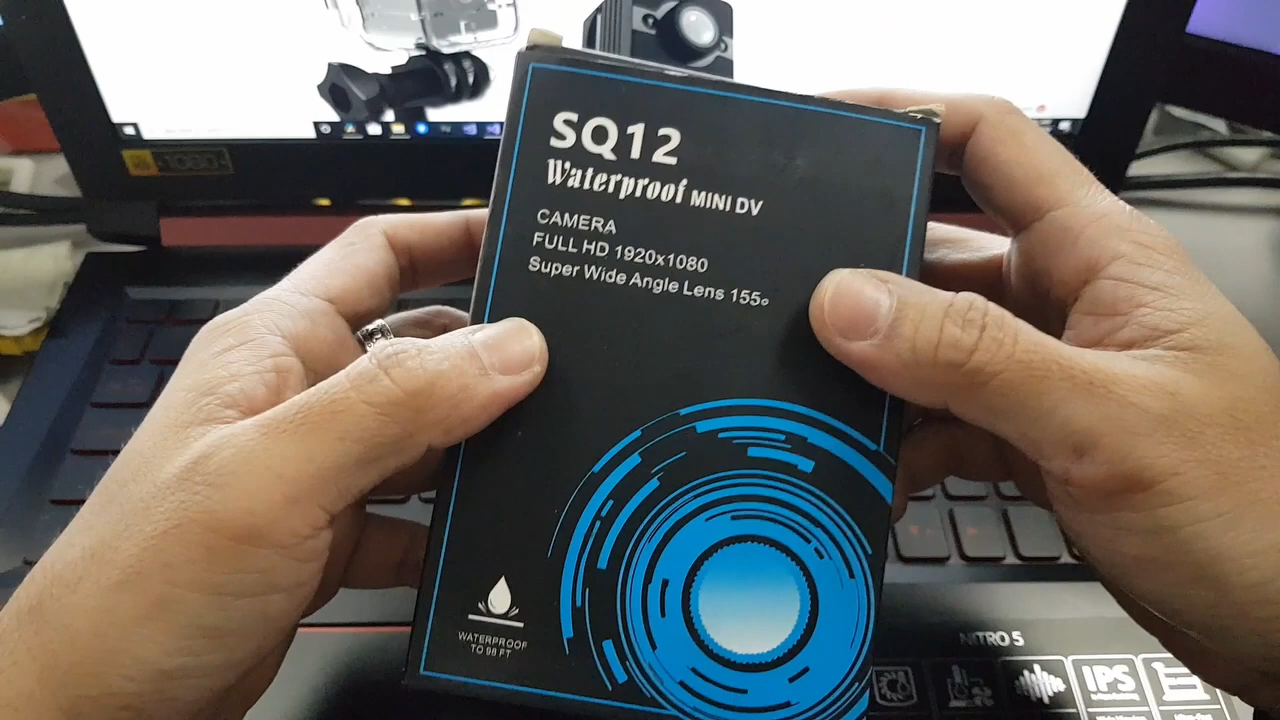 1080
SQ12
Waterproof MINI DV
CAMERA
FULL HD 1920x1080
Super Wide Angle Lens 155°
WATERPROOF
TO 98 FT
NITRO 5
IPS